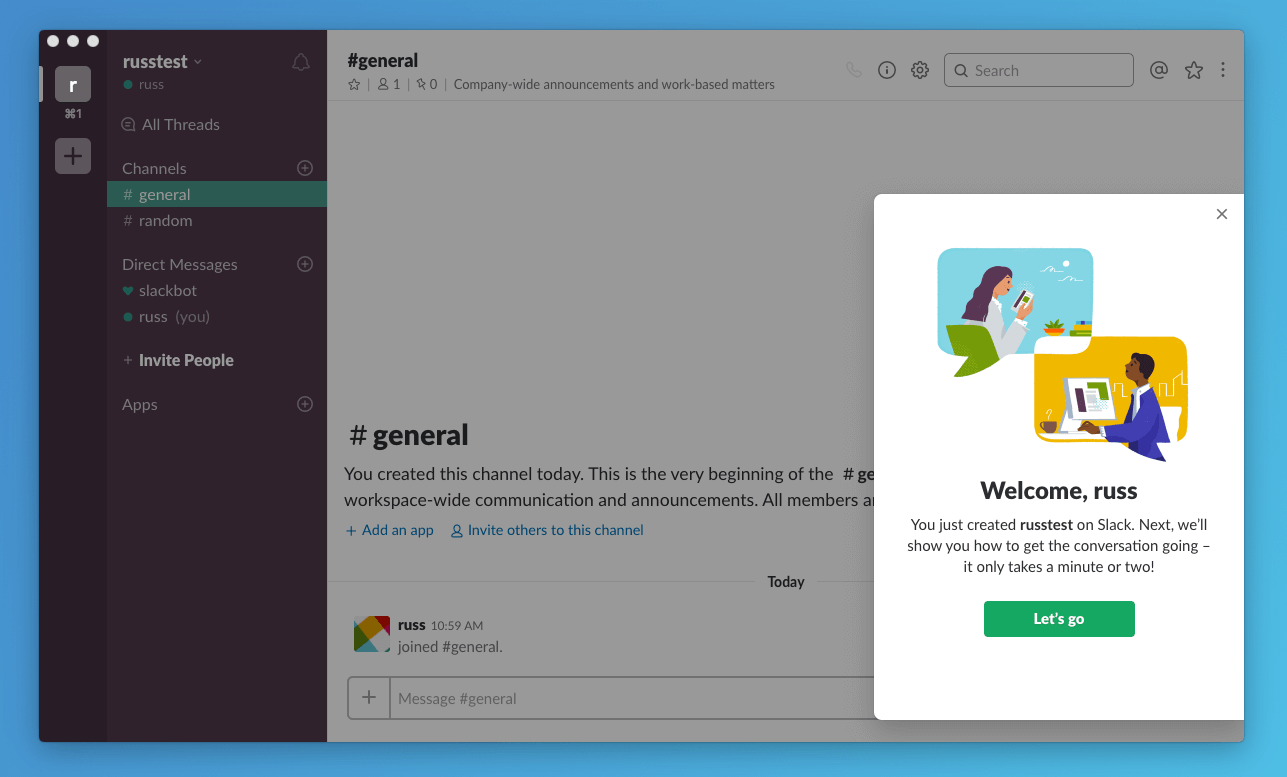 r
⌘1
russtest
russ
All Threads
Channels
# general
# random
Direct Messages
slackbot
russ (you)
+ Invite People
Apps
#general
1 | 0 | Company-wide announcements and work-based matters
Search
# general
You created this channel today. This is the very beginning of the # ge
workspace-wide communication and announcements. All members a
+ Add an app Invite others to this channel
Today
russ 10:59 AM
joined #general.
Message #general
Welcome, russ
You just created russtest on Slack. Next, we’ll
show you how to get the conversation going –
it only takes a minute or two!
Let’s go